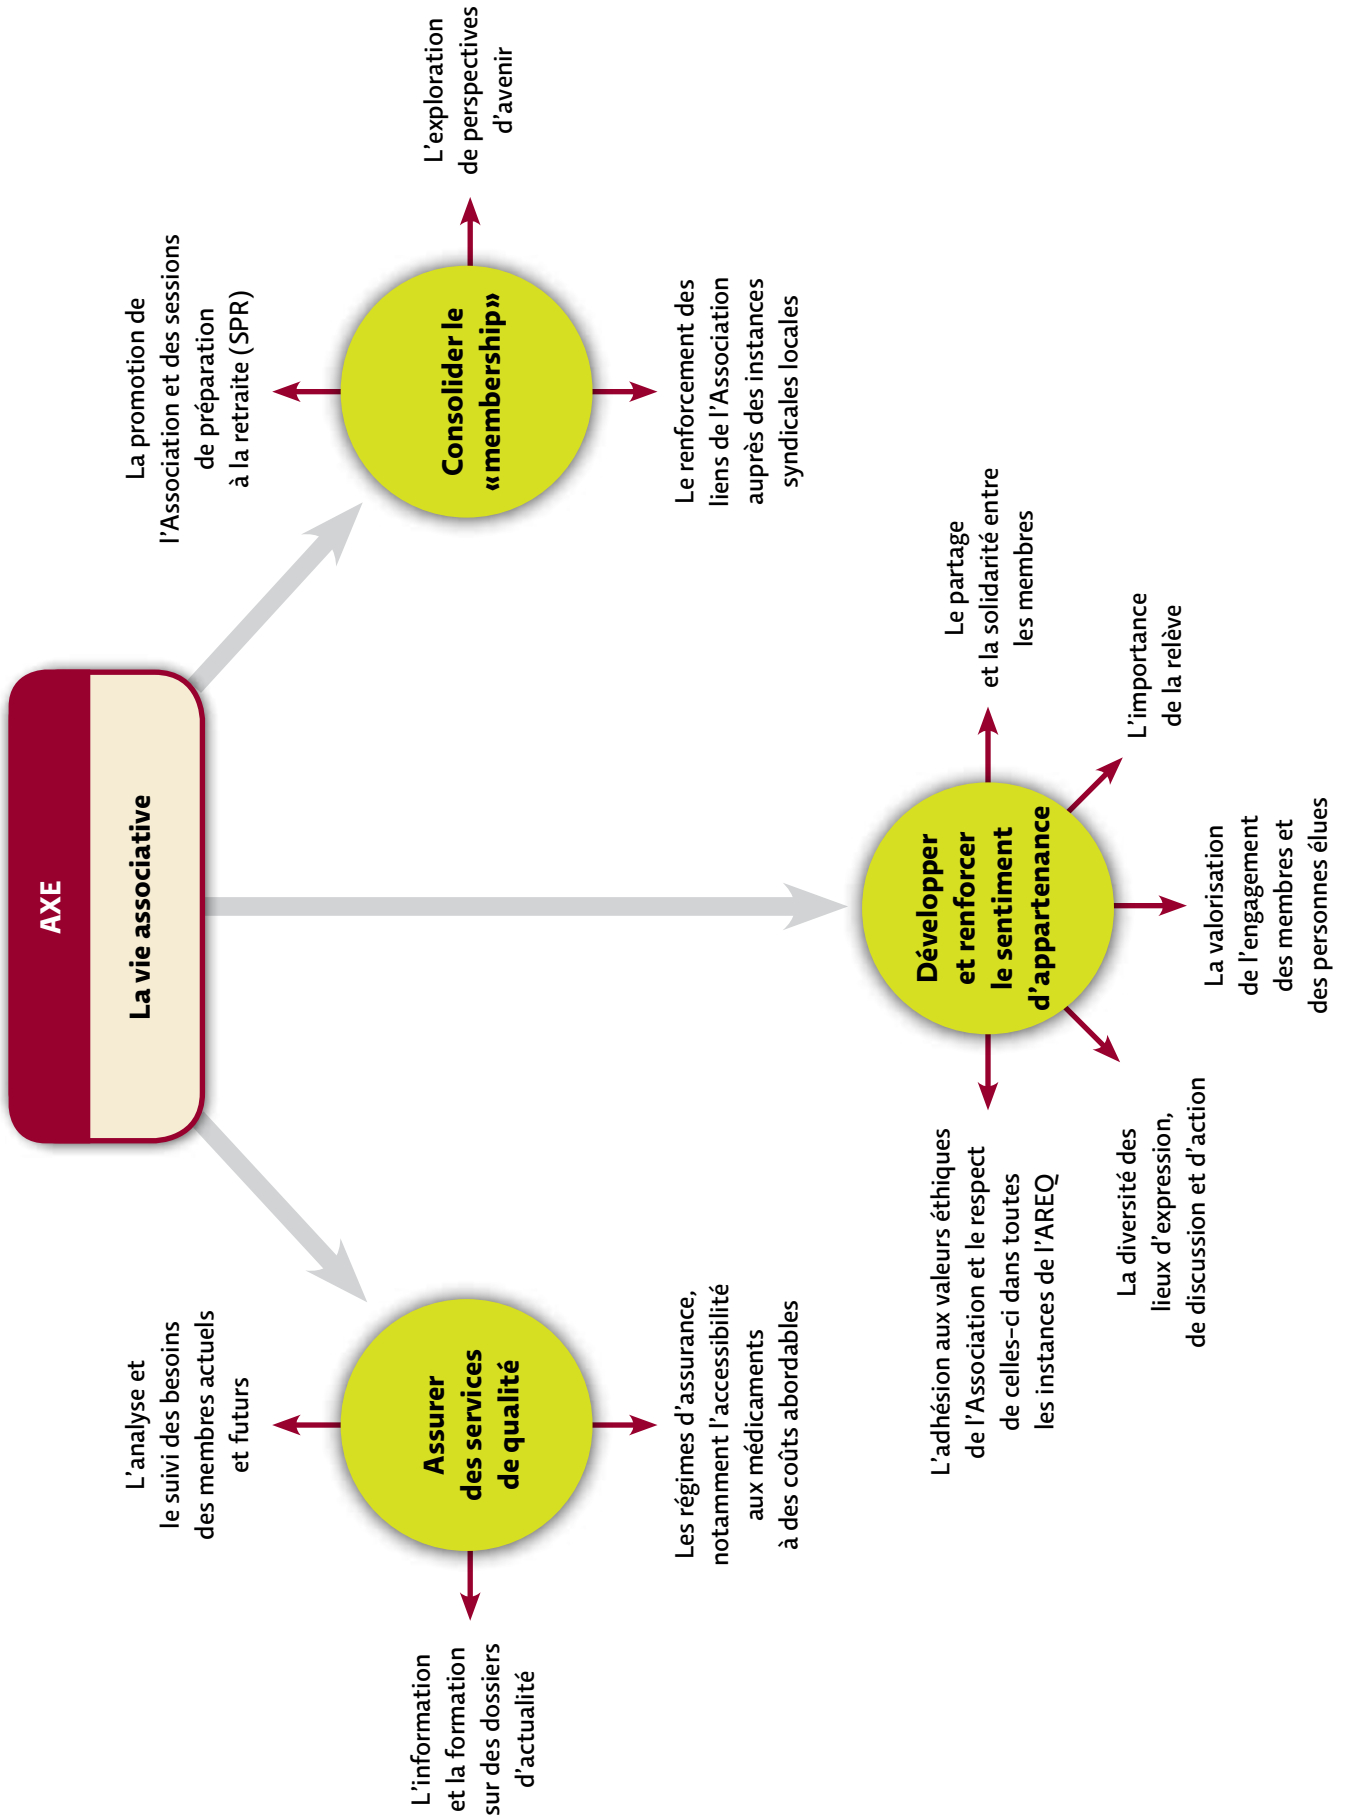 AXE
La vie associative
L'analyse et
le suivi des besoins
des membres actuels
et futurs
Assurer
des services
de qualité
L'information
et la formation
sur des dossiers
d'actualité
Les régimes d'assurance,
notamment l'accessibilité
aux médicaments
à des coûts abordables
Développer
et renforcer
le sentiment
d'appartenance
L'adhésion aux valeurs éthiques
de l'Association et le respect
de celles-ci dans toutes
les instances de l'AREQ
La diversité des
lieux d'expression,
de discussion et d'action
La valorisation
de l'engagement
des membres et
des personnes élues
L'importance
de la relève
Le partage
et la solidarité entre
les membres
La promotion de
l'Association et des sessions
de préparation
à la retraite (SPR)
Consolider le
«membership»
L'exploration
de perspectives
d'avenir
Le renforcement des
liens de l'Association
auprès des instances
syndicales locales